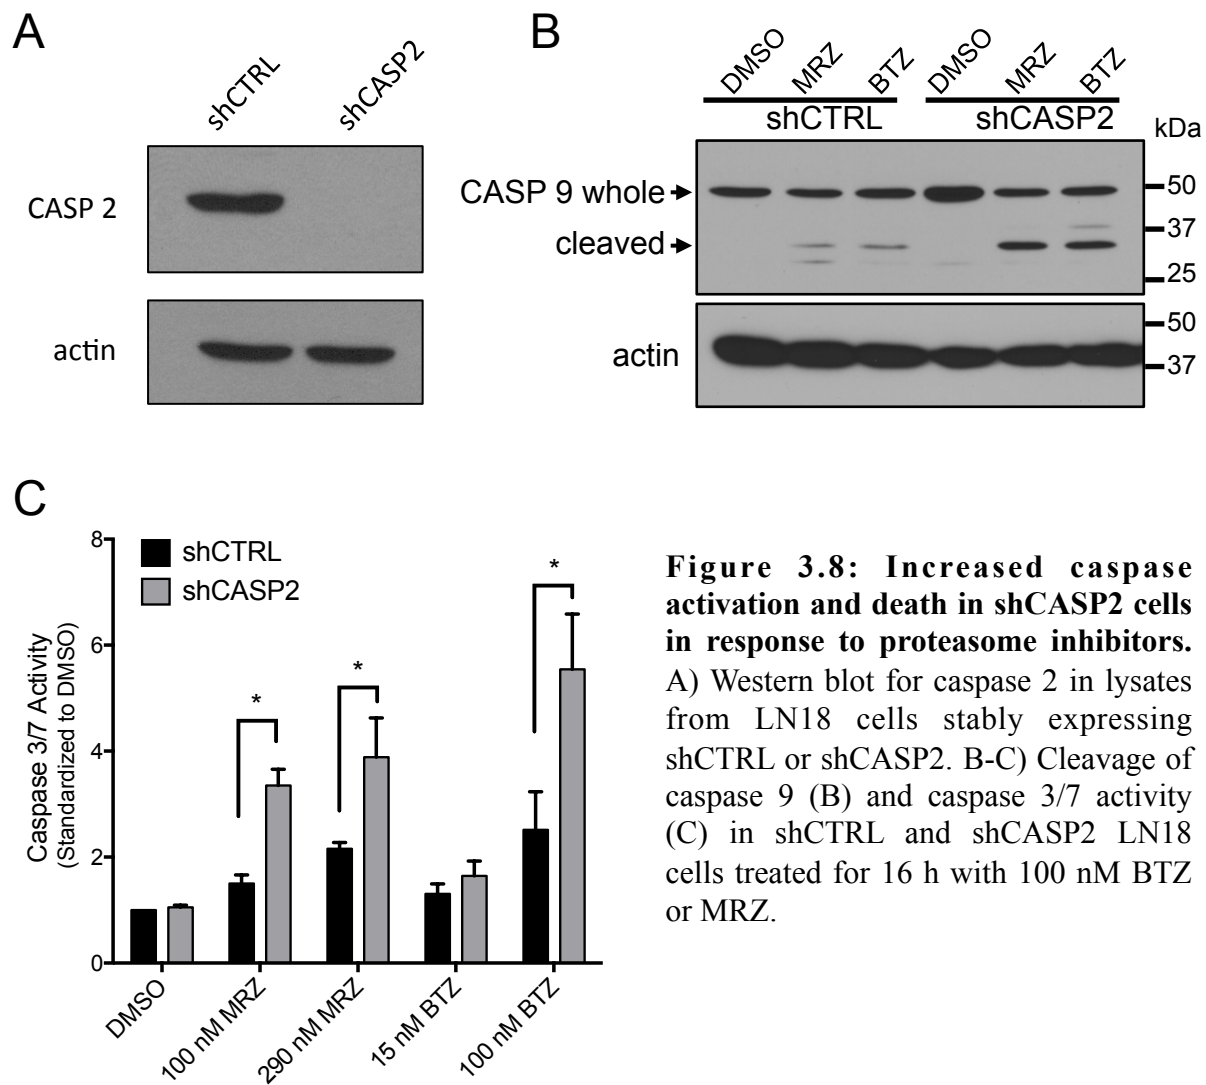 A
shCTRL
shCASP2
CASP 2
actin
B
DMSO
MRZ
BTZ
DMSO
MRZ
BTZ
shCTRL
shCASP2
kDa
CASP 9 whole
cleaved
50
37
25
actin
50
37
C
shCTRL
shCASP2
Caspase 3/7 Activity
(Standardized to DMSO)
8
6
4
2
0
*
*
*
DMSO
100 nM MRZ
290 nM MRZ
15 nM BTZ
100 nM BTZ
Figure 3.8: Increased caspase
activation and death in shCASP2 cells
in response to proteasome inhibitors.
A) Western blot for caspase 2 in lysates
from LN18 cells stably expressing
shCTRL or shCASP2. B-C) Cleavage of
caspase 9 (B) and caspase 3/7 activity
(C) in shCTRL and shCASP2 LN18
cells treated for 16 h with 100 nM BTZ
or MRZ.